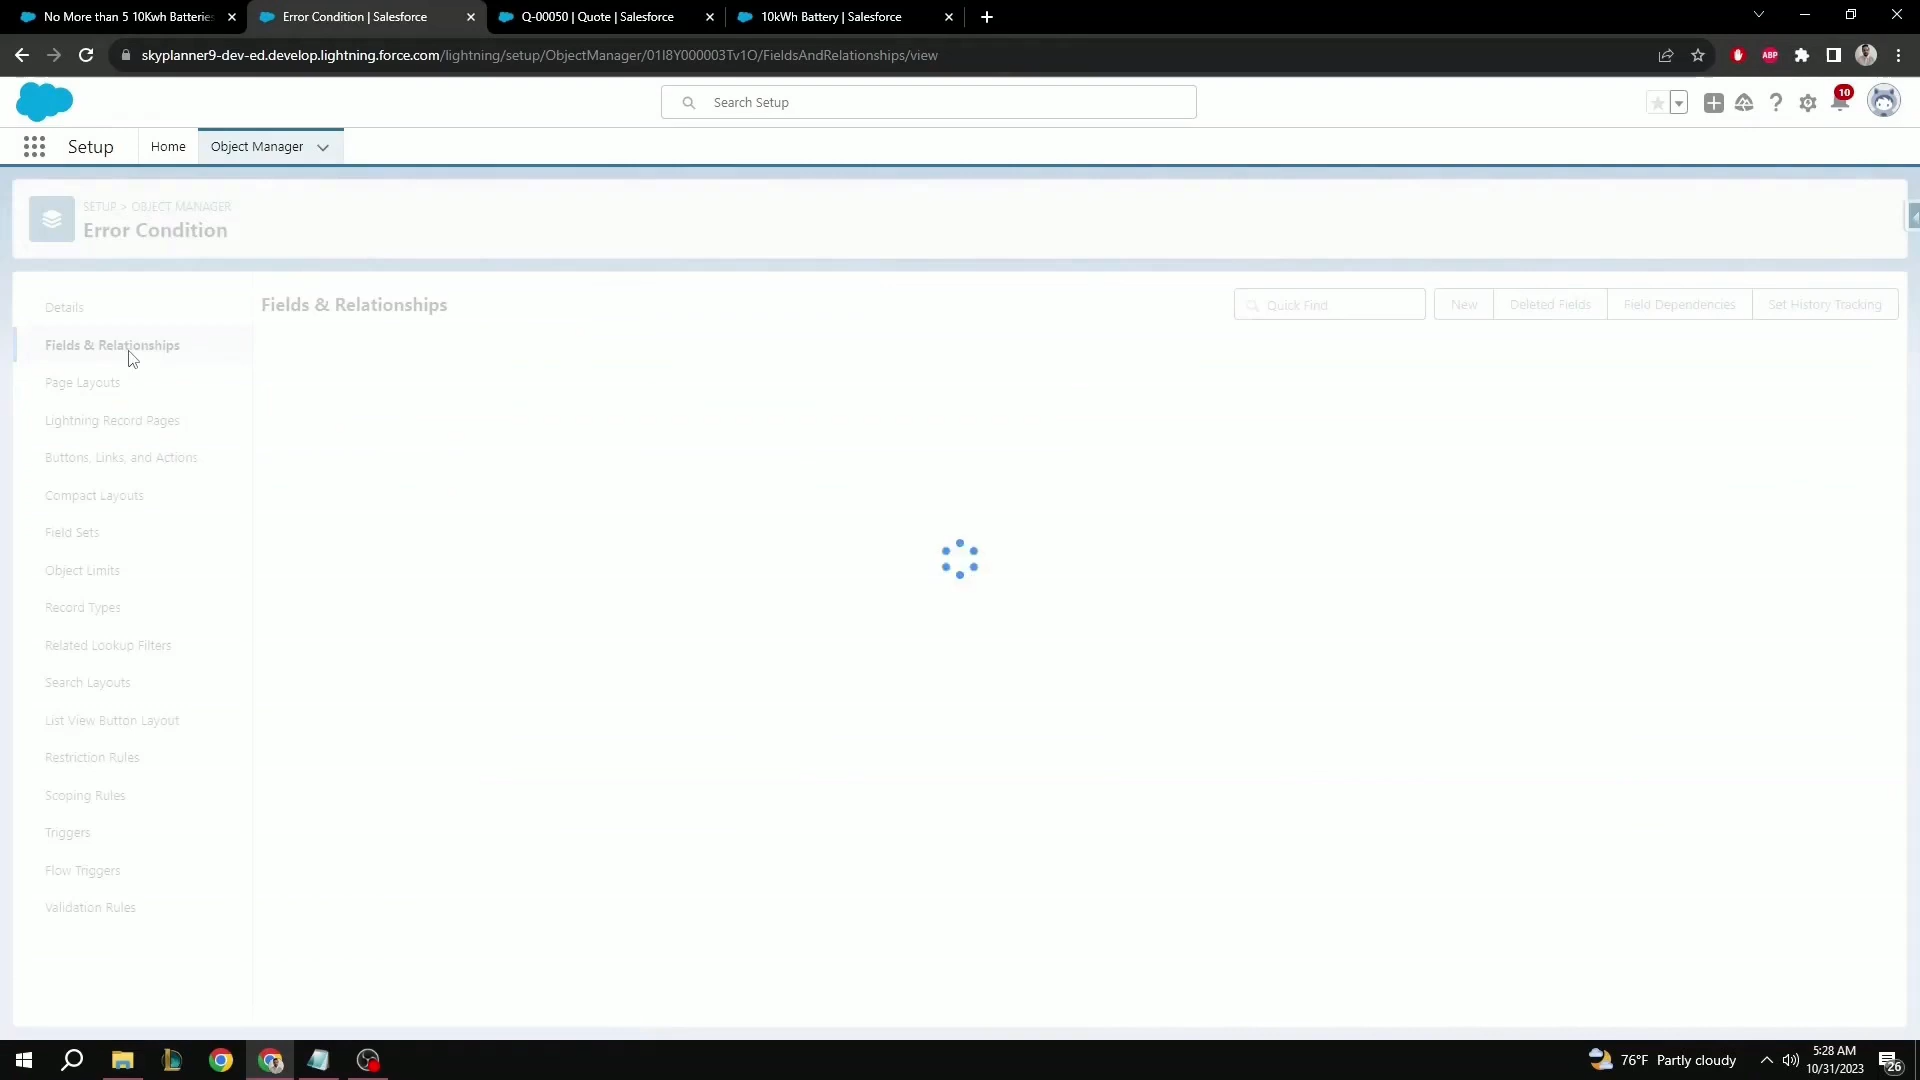 No More than 5 10Kwh Batteries
Error Condition | Salesforce
Q-00050 | Quote | Salesforce
10kWh Battery | Salesforce
skyplanner9-dev-ed.develop.lightning.force.com/lightning/setup/ObjectManager/01I8Y000003Tv1O/FieldsAndRelationships/view
ABP
Search Setup
10
Setup
Home
Object Manager
SETUP > OBJECT MANAGER
Error Condition
Details
Fields & Relationships
Quick Find
New
Deleted Fields
Field Dependencies
Set History Tracking
Fields & Relationships
Page Layouts
Lightning Record Pages
Buttons, Links, and Actions
Compact Layouts
Field Sets
Object Limits
Record Types
Related Lookup Filters
Search Layouts
List View Button Layout
Restriction Rules
Scoping Rules
Triggers
Flow Triggers
Validation Rules
76°F Partly cloudy
5:28 AM
10/31/2023
26